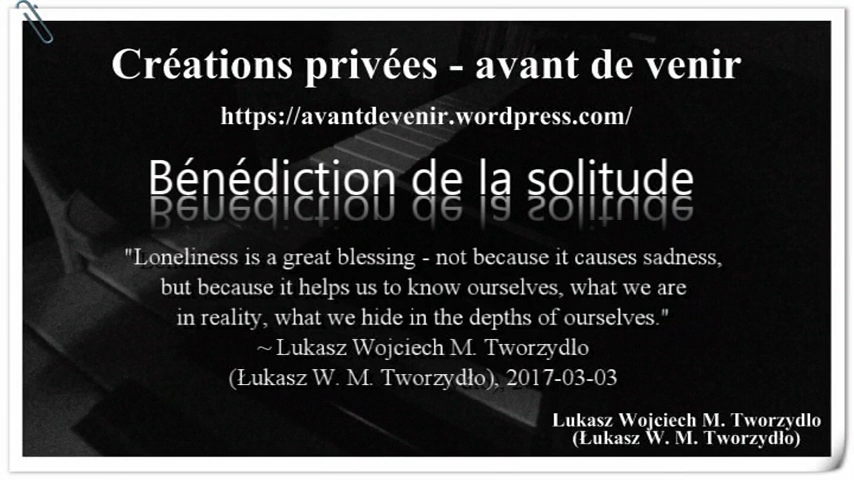 Créations privées - avant de venir
https://avantdevenir.wordpress.com/
Bénédiction de la solitude
"Loneliness is a great blessing - not because it causes sadness,
but because it helps us to know ourselves, what we are
in reality, what we hide in the depths of ourselves."
~ Lukasz Wojciech M. Tworzydlo
(Łukasz W. M. Tworzydło), 2017-03-03
Lukasz Wojciech M. Tworzydlo
(Łukasz W. M. Tworzydło)